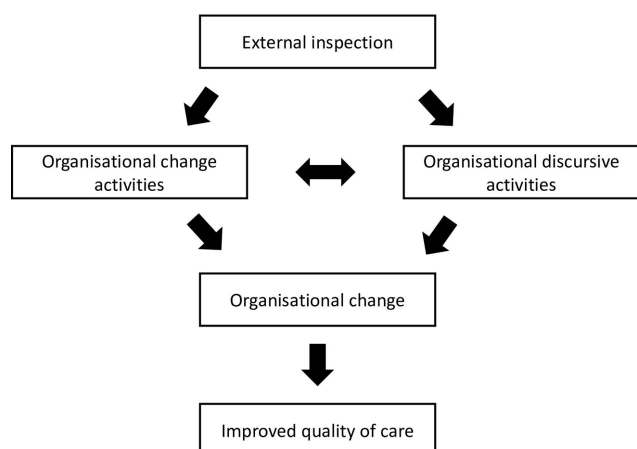 External inspection
Organisational change
activities
Organisational discursive
activities
Organisational change
Improved quality of care